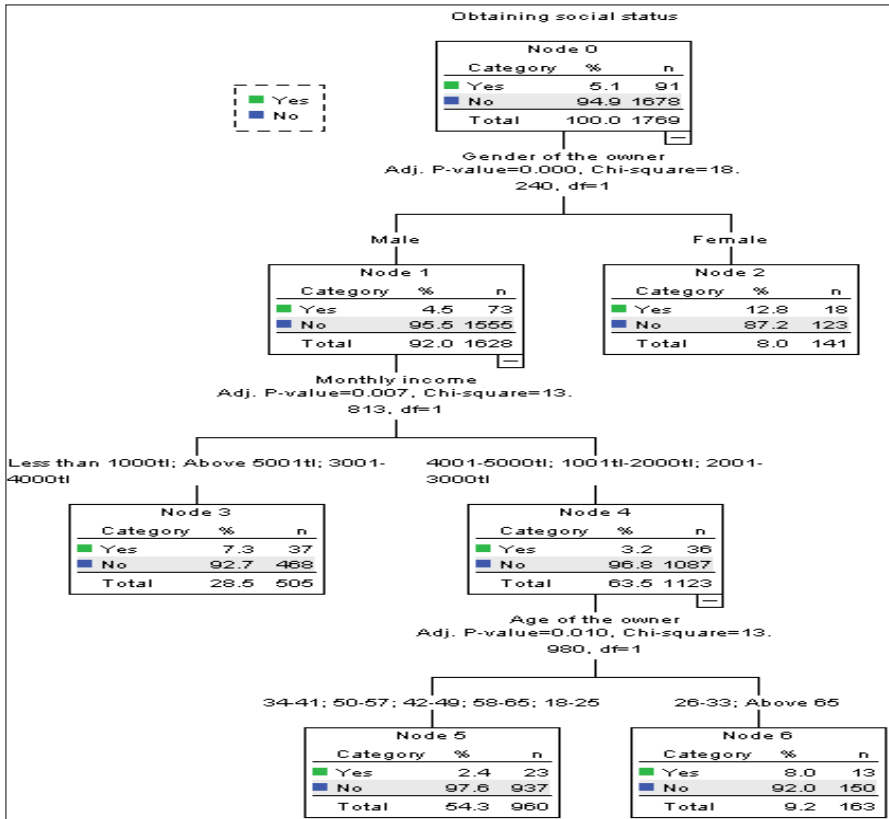 Obtaining social status
Node 0
Category % n
Yes 5.1 91
No 94.9 1678
Total 100.0 1769
Yes
No
Gender of the owner
Adj. P-value=0.000, Chi-square=18.
240, df=1
Male
Female
Node 1
Category % n
Yes 4.5 73
No 95.5 1555
Total 92.0 1628
Node 2
Category % n
Yes 12.8 18
No 87.2 123
Total 8.0 141
Monthly income
Adj. P-value=0.007, Chi-square=13.
813, df=1
Less than 1000tl; Above 5001tl; 3001-
4000tl
4001-5000tl; 1001tl-2000tl; 2001-
3000tl
Node 3
Category % n
Yes 7.3 37
No 92.7 468
Total 28.5 505
Node 4
Category % n
Yes 3.2 36
No 96.8 1087
Total 63.5 1123
Age of the owner
Adj. P-value=0.010, Chi-square=13.
980, df=1
34-41; 50-57; 42-49; 58-65; 18-25
26-33; Above 65
Node 5
Category % n
Yes 2.4 23
No 97.6 937
Total 54.3 960
Node 6
Category % n
Yes 8.0 13
No 92.0 150
Total 9.2 163